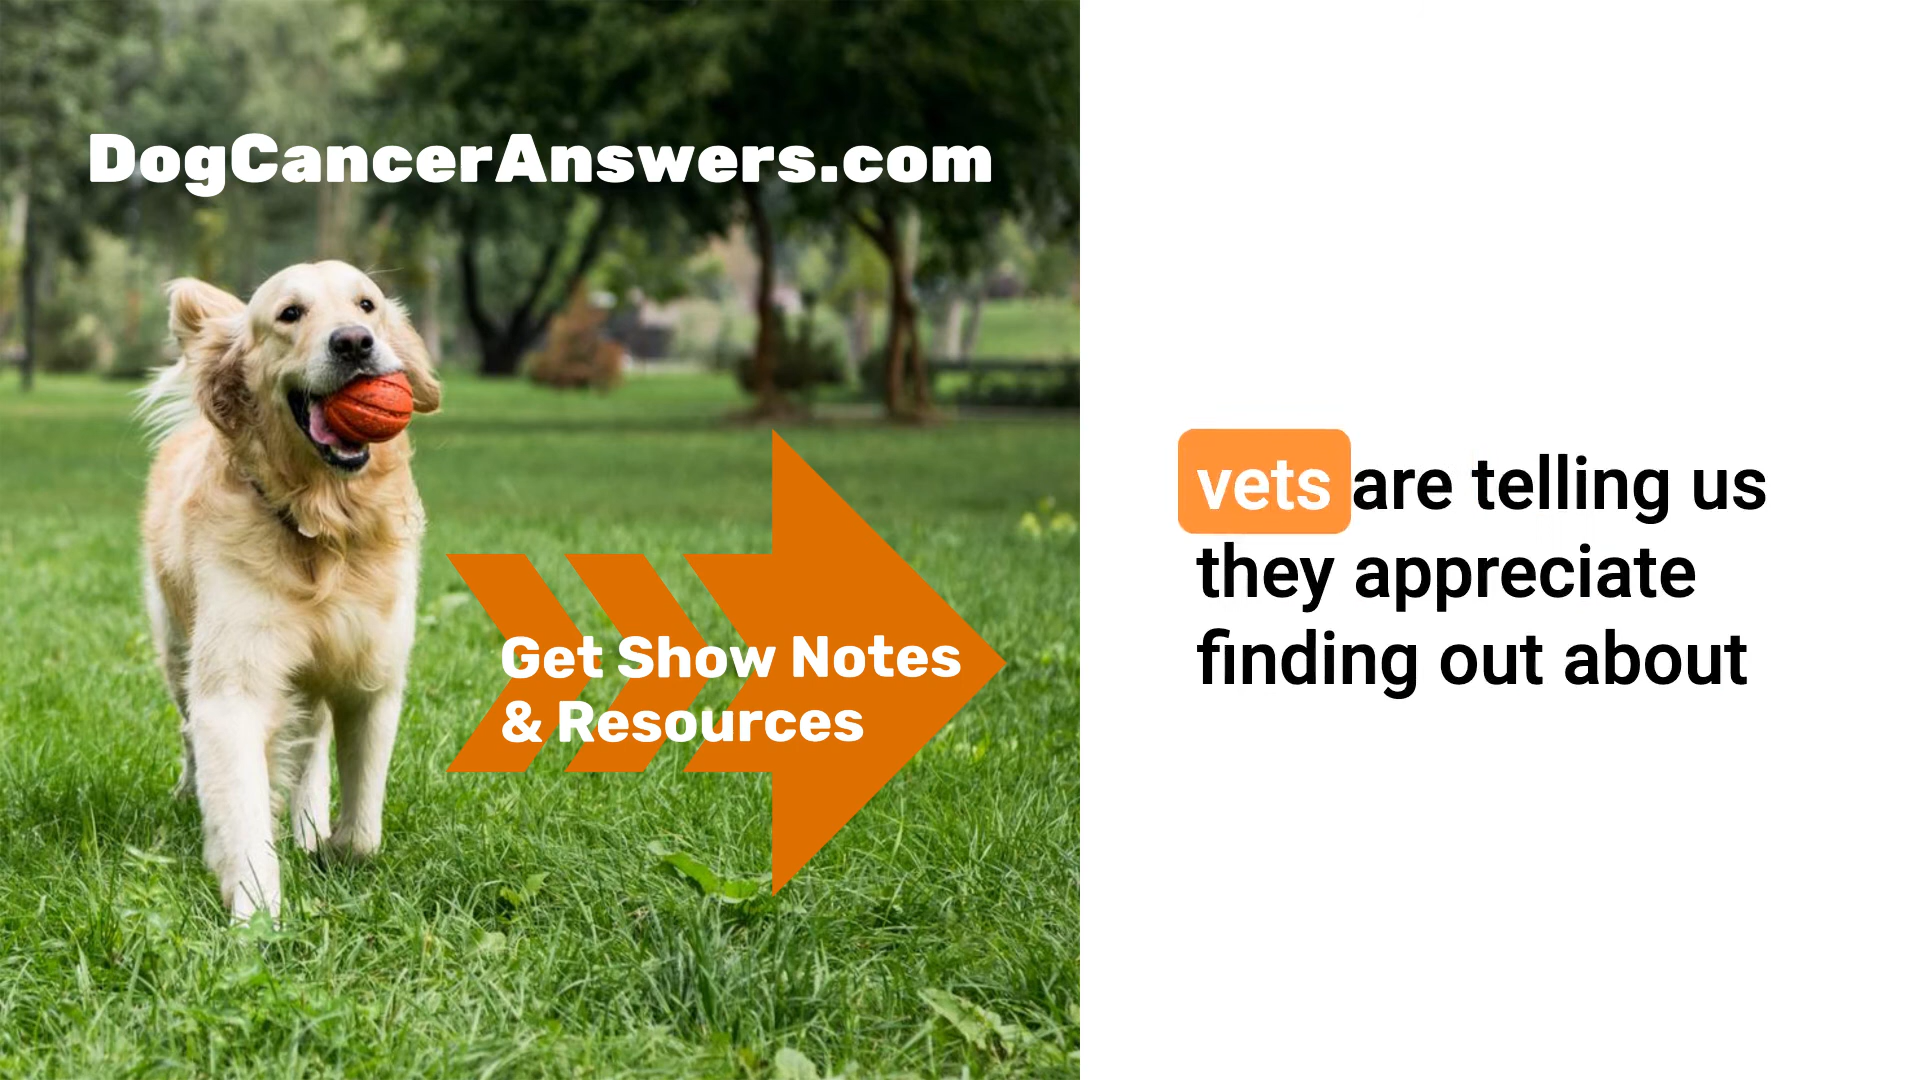 DogCancerAnswers.com
Get Show Notes
& Resources
vets are telling us
they appreciate
finding out about